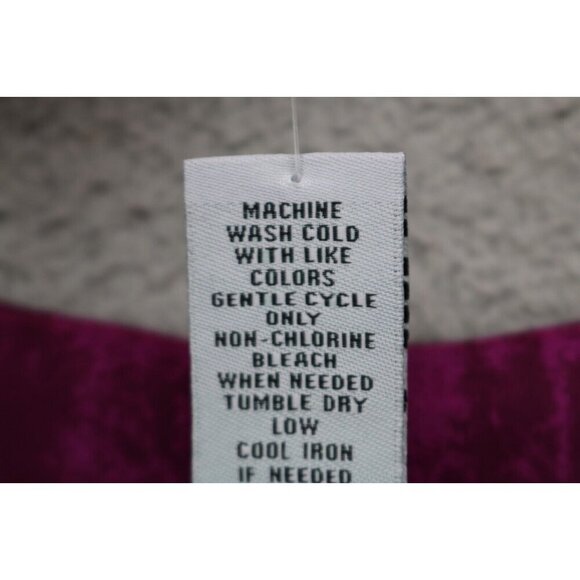 MACHINE
WASH COLD
WITH LIKE
COLORS
GENTLE CYCLE
ONLY
NON-CHLORINE
BLEACH
WHEN NEEDED
TUMBLE DRY
LOW
COOL IRON
IF NEEDED